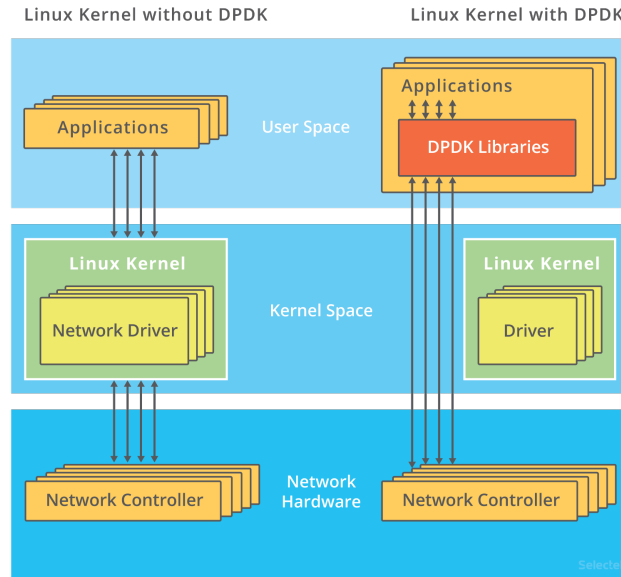 Linux Kernel without DPDK
Linux Kernel with DPDK
Applications
User Space
Applications
DPDK Libraries
Linux Kernel
Network Driver
Kernel Space
Linux Kernel
Driver
Network Controller
Network
Hardware
Network Controller